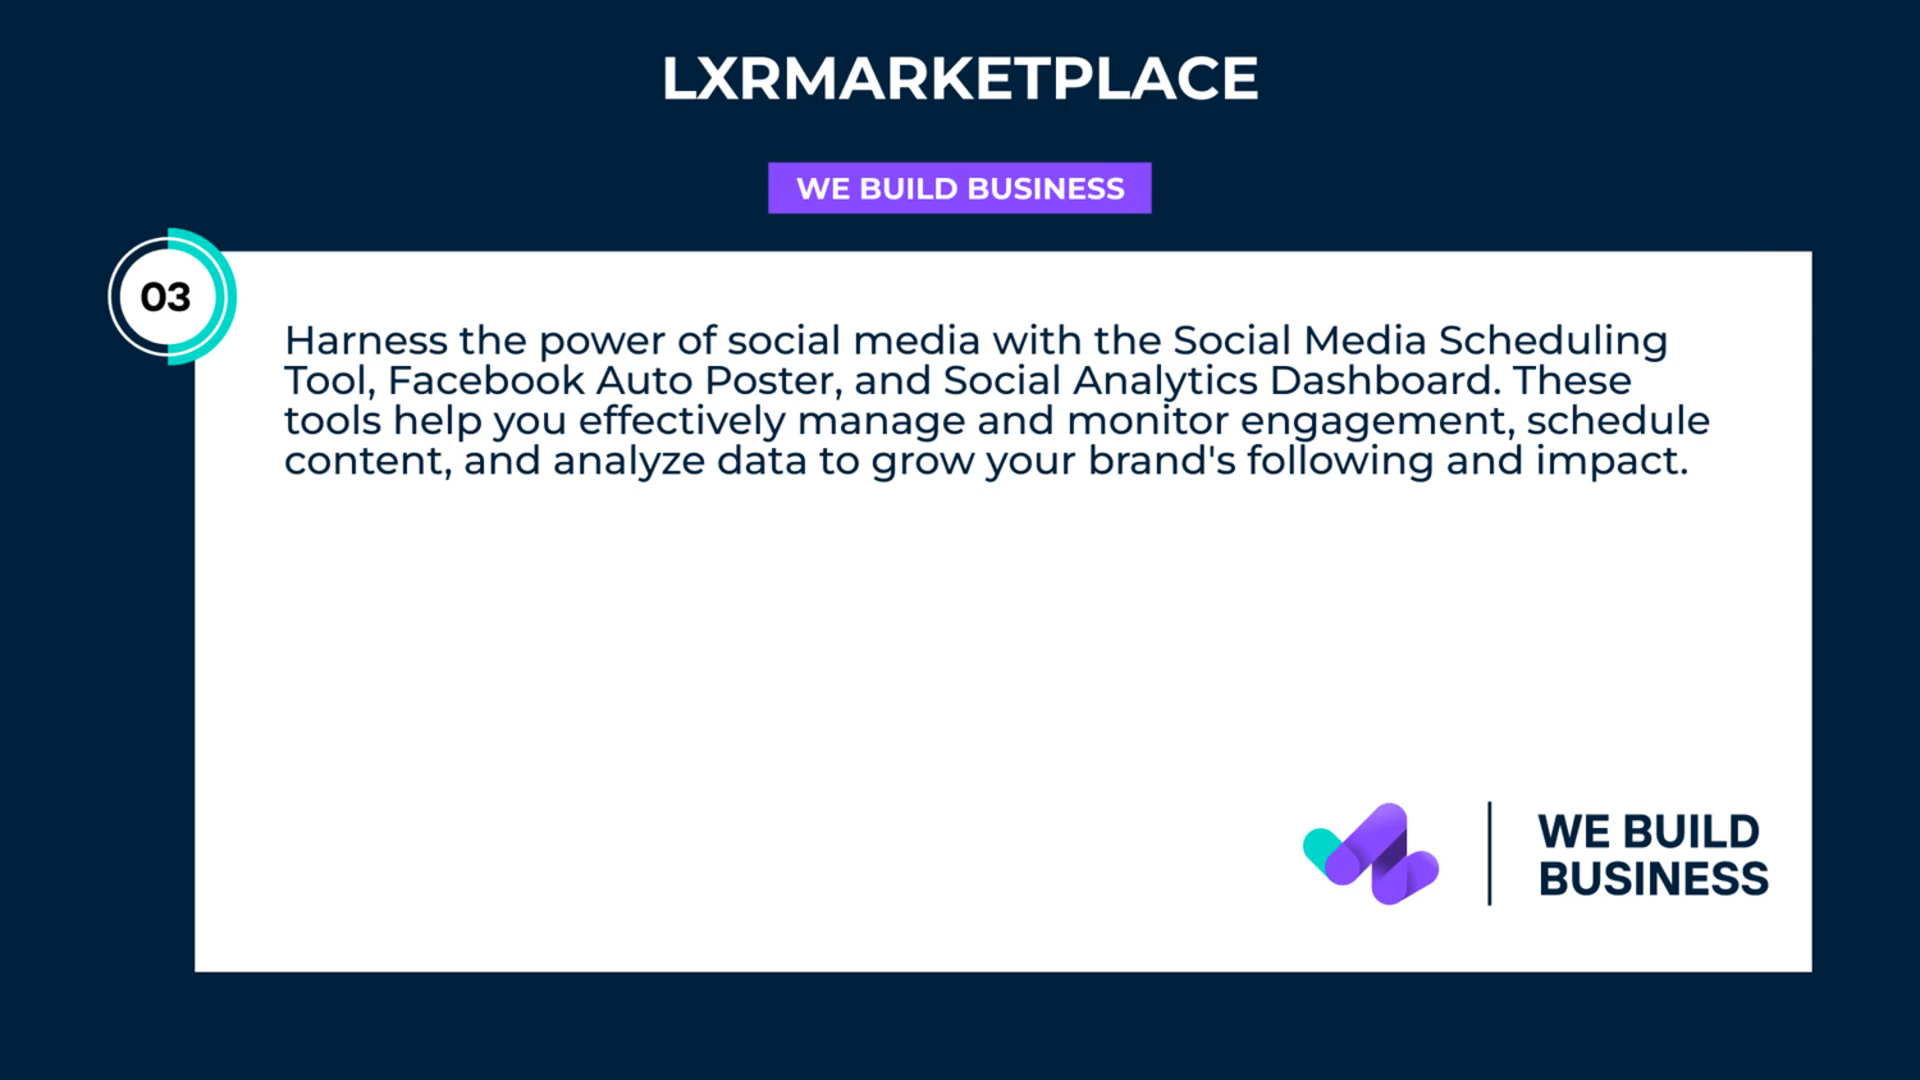 LXRMARKETPLACE
WE BUILD BUSINESS
03
Harness the power of social media with the Social Media Scheduling
Tool, Facebook Auto Poster, and Social Analytics Dashboard. These
tools help you effectively manage and monitor engagement, schedule
content, and analyze data to grow your brand's following and impact.
WE BUILD
BUSINESS